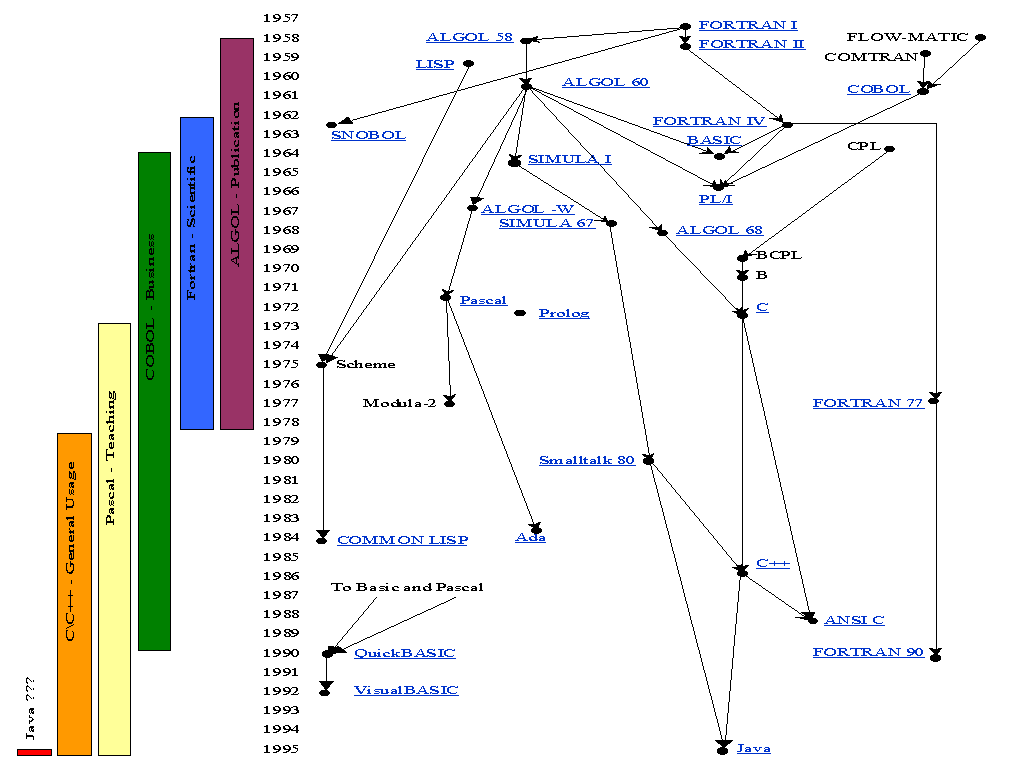 1957
1958
1959
1960
1961
1962
1963
1964
1965
1966
1967
1968
1969
1970
1971
1972
1973
1974
1975
1976
1977
1978
1979
1980
1981
1982
1983
1984
1985
1986
1987
1988
1989
1990
1991
1992
1993
1994
1995
Java ???
C\C++ - General Usage
Pascal - Teaching
COBOL - Business
Fortran - Scientific
ALGOL - Publication
FORTRAN I
ALGOL 58
FORTRAN II
FLOW-MATIC
COMTRAN
LISP
ALGOL 60
COBOL
FORTRAN IV
SNOBOL
BASIC
CPL
SIMULA I
PL/I
ALGOL -W
SIMULA 67
ALGOL 68
BCPL
B
Pascal
Prolog
C
Scheme
Modula-2
FORTRAN 77
Smalltalk 80
COMMON LISP
Ada
C++
To Basic and Pascal
ANSI C
QuickBASIC
FORTRAN 90
VisualBASIC
Java